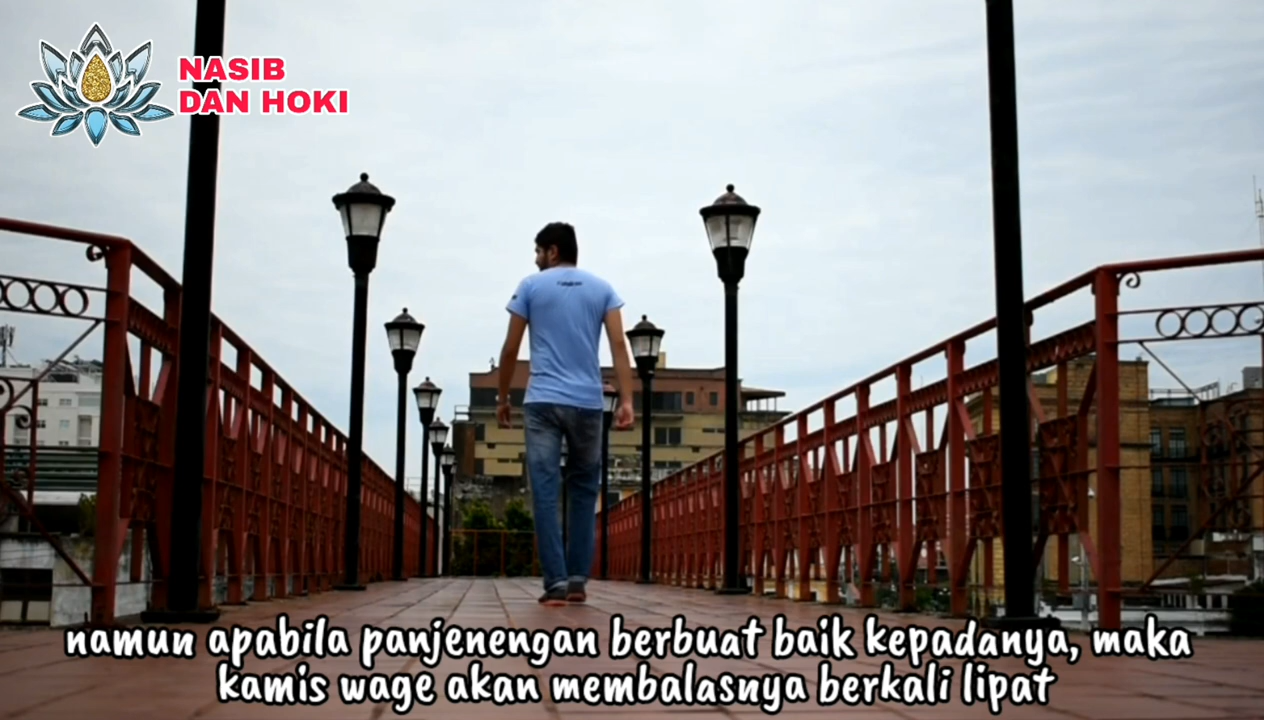 NASIB
DAN HOKI
namun apabila panjenengan berbuat baik kepadanya, maka
kamis wage akan membalasnya berkali lipat